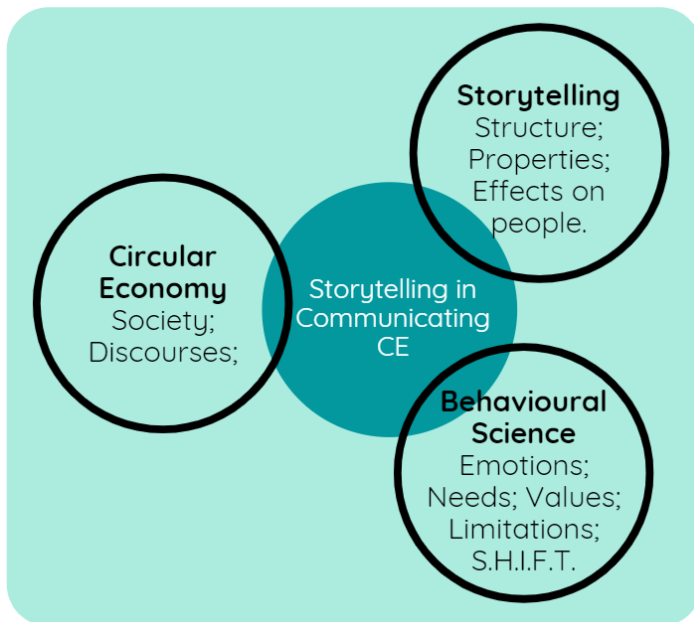 Storytelling
Structure;
Properties;
Effects on
people.
Circular
Economy
Society;
Discourses;
Storytelling in
Communicating
CE
Behavioural
Science
Emotions;
Needs; Values;
Limitations;
S.H.I.F.T.